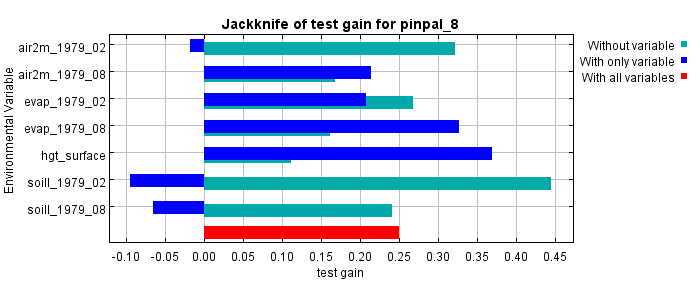 Jackknife of test gain for pinpal_8
Environmental Variable
air2m_1979_02
air2m_1979_08
evap_1979_02
evap_1979_08
hgt_surface
soill_1979_02
soill_1979_08
-0.10 -0.05 0.00 0.05 0.10 0.15 0.20 0.25 0.30 0.35 0.40 0.45
test gain
Without variable
With only variable
With all variables